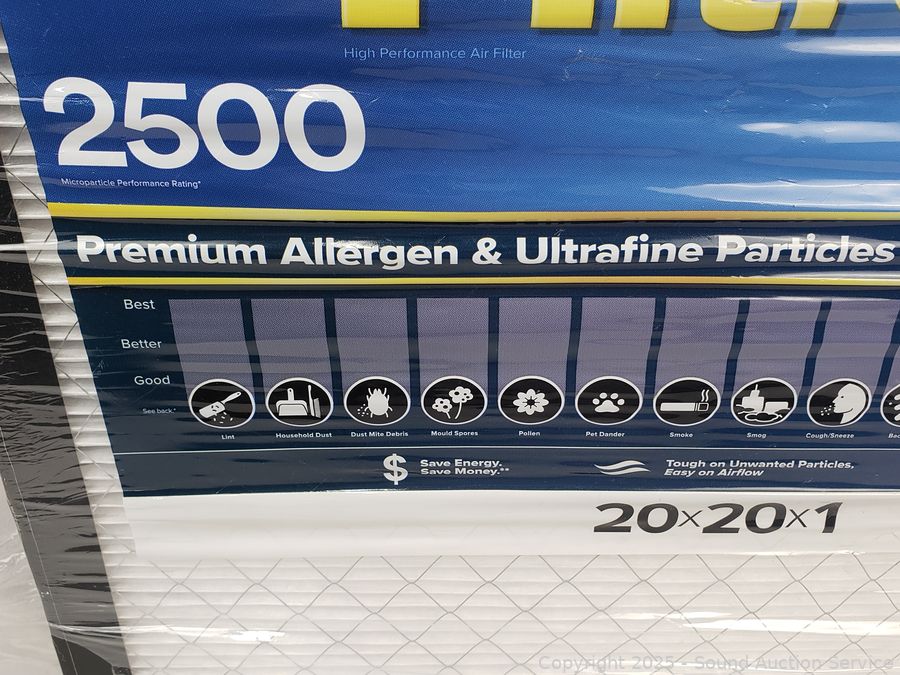 High Performance Air Filter
2500
Microparticle Performance Rating*
Premium Allergen & Ultrafine Particles
Best
Better
Good
See back.*
Lint
Household Dust
Dust Mite Debris
Mould Spores
Pollen
Pet Dander
Smoke
Smog
Cough/Sneeze
$ Save Energy.
Save Money.**
Tough on Unwanted Particles,
Easy on Airflow
20x20x1
Copyright 2025 - Sound Auction Service